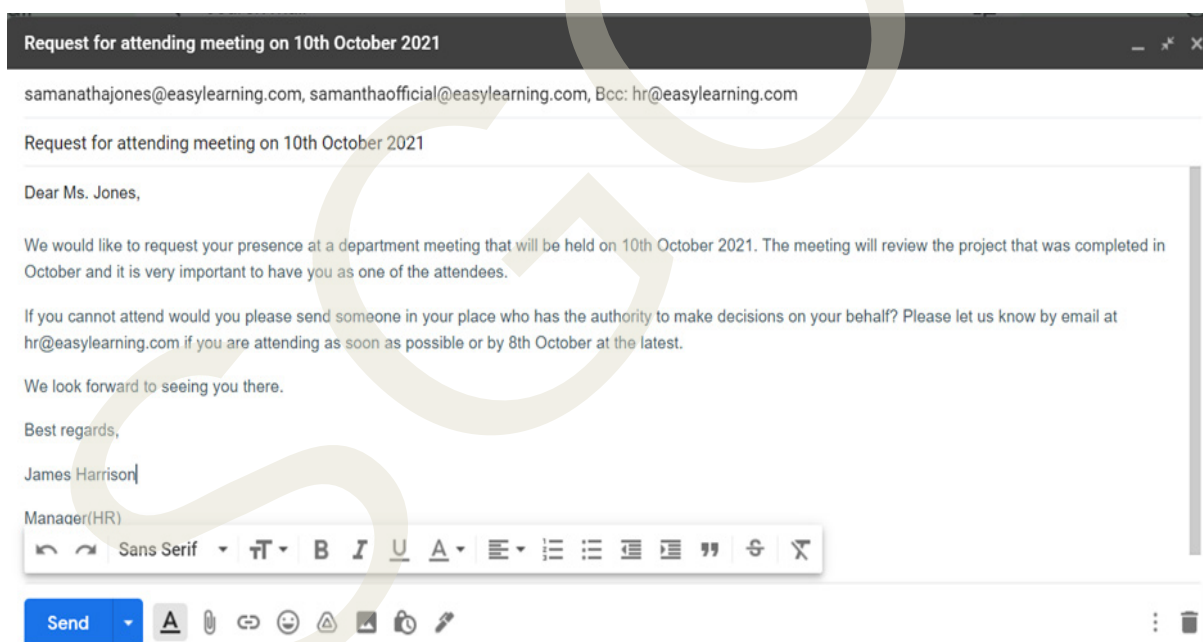 Request for attending meeting on 10th October 2021
samanathajones@easylearning.com, samanthaofficial@easylearning.com, Bcc: hr@easylearning.com
Request for attending meeting on 10th October 2021
Dear Ms. Jones,
We would like to request your presence at a department meeting that will be held on 10th October 2021. The meeting will review the project that was completed in
October and it is very important to have you as one of the attendees.
If you cannot attend would you please send someone in your place who has the authority to make decisions on your behalf? Please let us know by email at
hr@easylearning.com if you are attending as soon as possible or by 8th October at the latest.
We look forward to seeing you there.
Best regards,
James Harrison
Manager(HR)
Sans Serif
Send